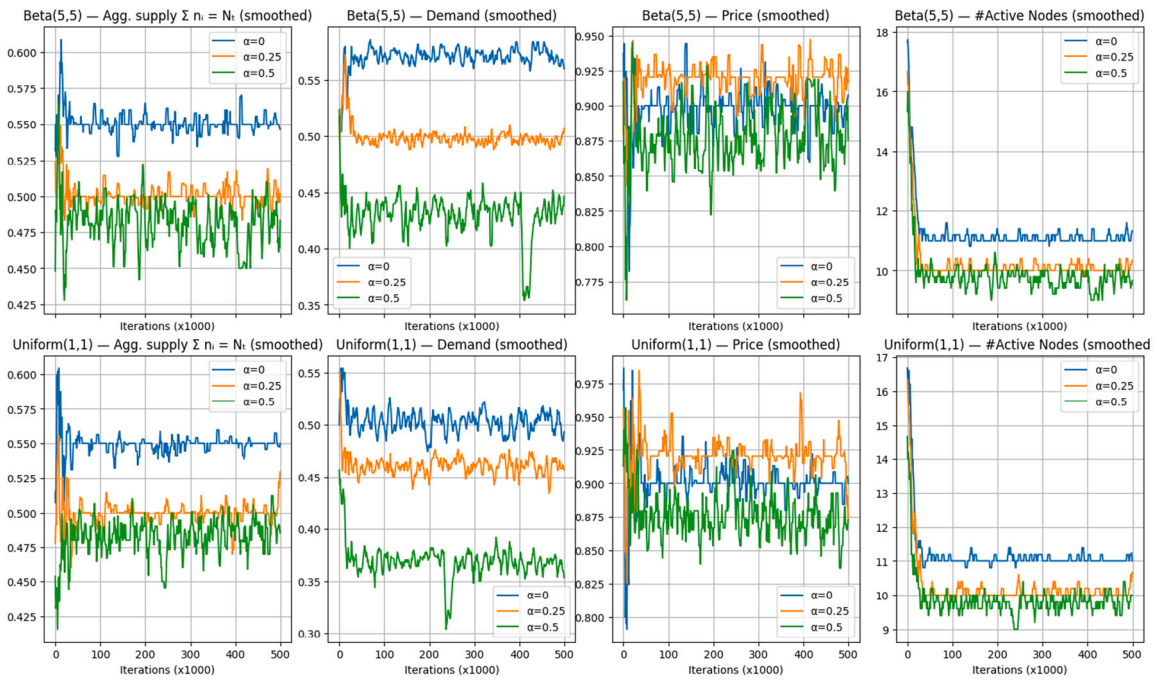 Beta(5,5) — Agg. supply Σ nᵢ = Nₜ (smoothed)
0.600
0.575
0.550
0.525
0.500
0.475
0.450
0.425
α=0
α=0.25
α=0.5
Iterations (x1000)
Beta(5,5) — Demand (smoothed)
0.55
0.50
0.45
0.40
0.35
α=0
α=0.25
α=0.5
Iterations (x1000)
Beta(5,5) — Price (smoothed)
0.950
0.925
0.900
0.875
0.850
0.825
0.800
0.775
α=0
α=0.25
α=0.5
Iterations (x1000)
Beta(5,5) — #Active Nodes (smoothed)
18
16
14
12
10
α=0
α=0.25
α=0.5
Iterations (x1000)
Uniform(1,1) — Agg. supply Σ nᵢ = Nₜ (smoothed)
0.600
0.575
0.550
0.525
0.500
0.475
0.450
0.425
α=0
α=0.25
α=0.5
0 100 200 300 400 500
Iterations (x1000)
Uniform(1,1) — Demand (smoothed)
0.55
0.50
0.45
0.40
0.35
0.30
α=0
α=0.25
α=0.5
0 100 200 300 400 500
Iterations (x1000)
Uniform(1,1) — Price (smoothed)
0.975
0.950
0.925
0.900
0.875
0.850
0.825
0.800
α=0
α=0.25
α=0.5
0 100 200 300 400 500
Iterations (x1000)
Uniform(1,1) — #Active Nodes (smoothed
17
16
15
14
13
12
11
10
9
α=0
α=0.25
α=0.5
0 100 200 300 400 500
Iterations (x1000)